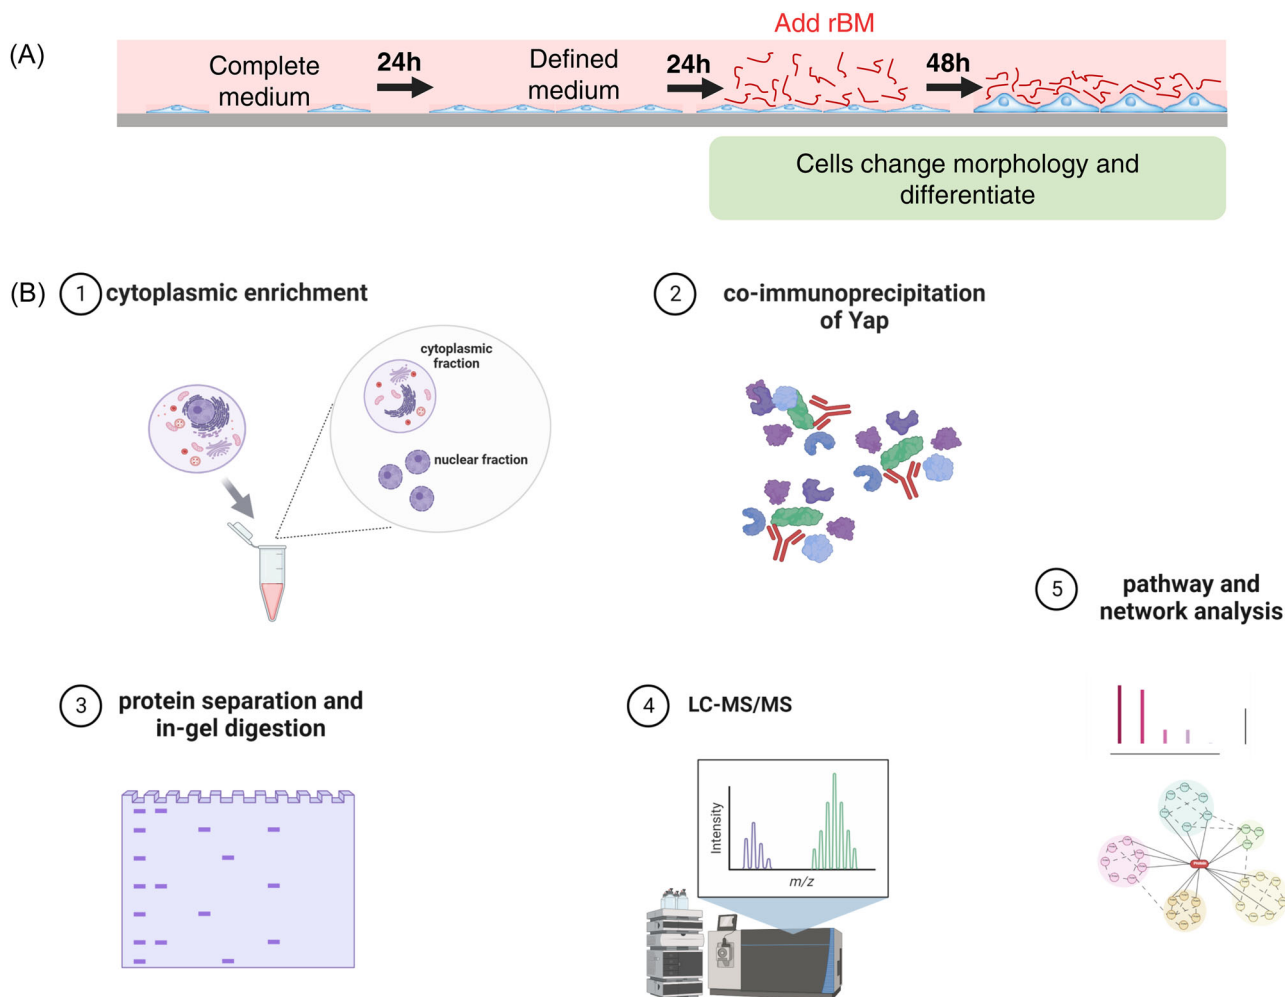 (A)
Add rBM
Complete
medium
24h
Defined
medium
24h
48h
Cells change morphology and
differentiate
(B)
1 cytoplasmic enrichment
cytoplasmic
fraction
nuclear fraction
2 co-immunoprecipitation
of Yap
3 protein separation and
in-gel digestion
4 LC-MS/MS
Intensity
m/z
5 pathway and
network analysis